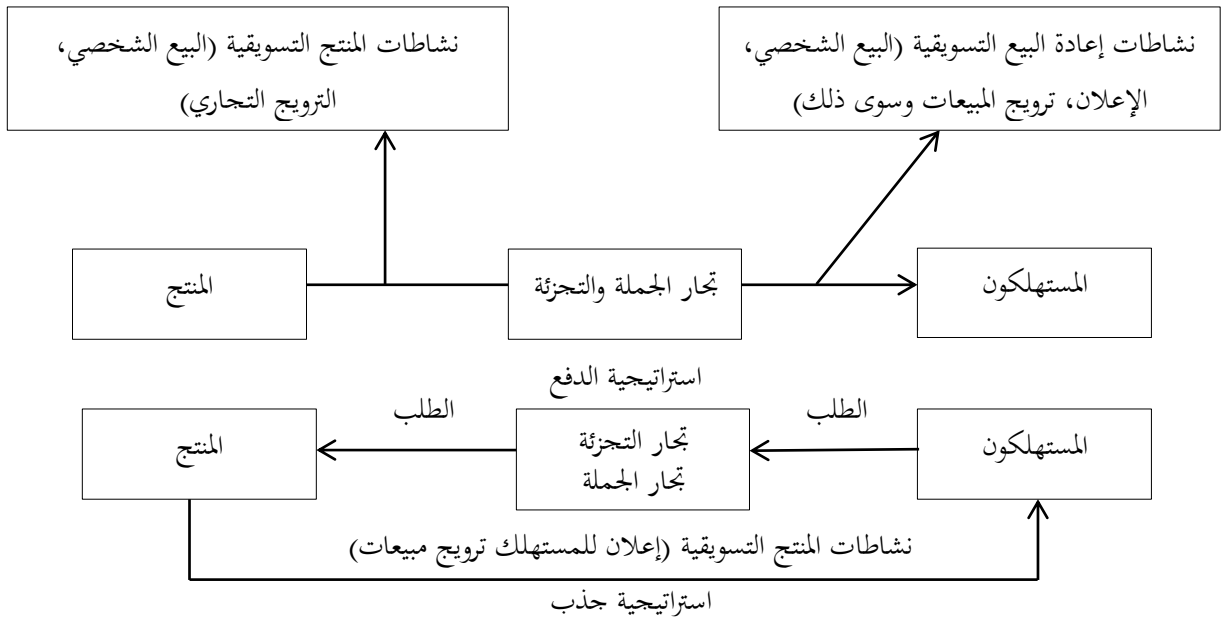 نشاطات إعادة البيع التسويقية (البيع الشخصي،
الإعلان، ترويج المبيعات وسوى ذلك)
نشاطات المنتج التسويقية (البيع الشخصي،
الترويج التجاري)
المستهلكون
تجار الجملة والتجزئة
المنتج
استراتيجية الدفع
الطلب
الطلب
المستهلكون
تجار التجزئة
تجار الجملة
المنتج
نشاطات المنتج التسويقية (إعلان للمستهلك ترويج مبيعات)
استراتيجية جذب